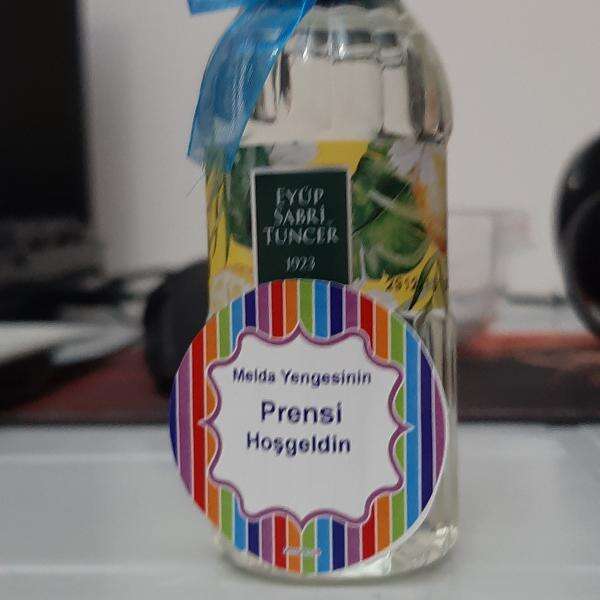 EYÜP
SABRİ
TUNCER
1923
Melda Yengesinin
Prensi
Hoşgeldin